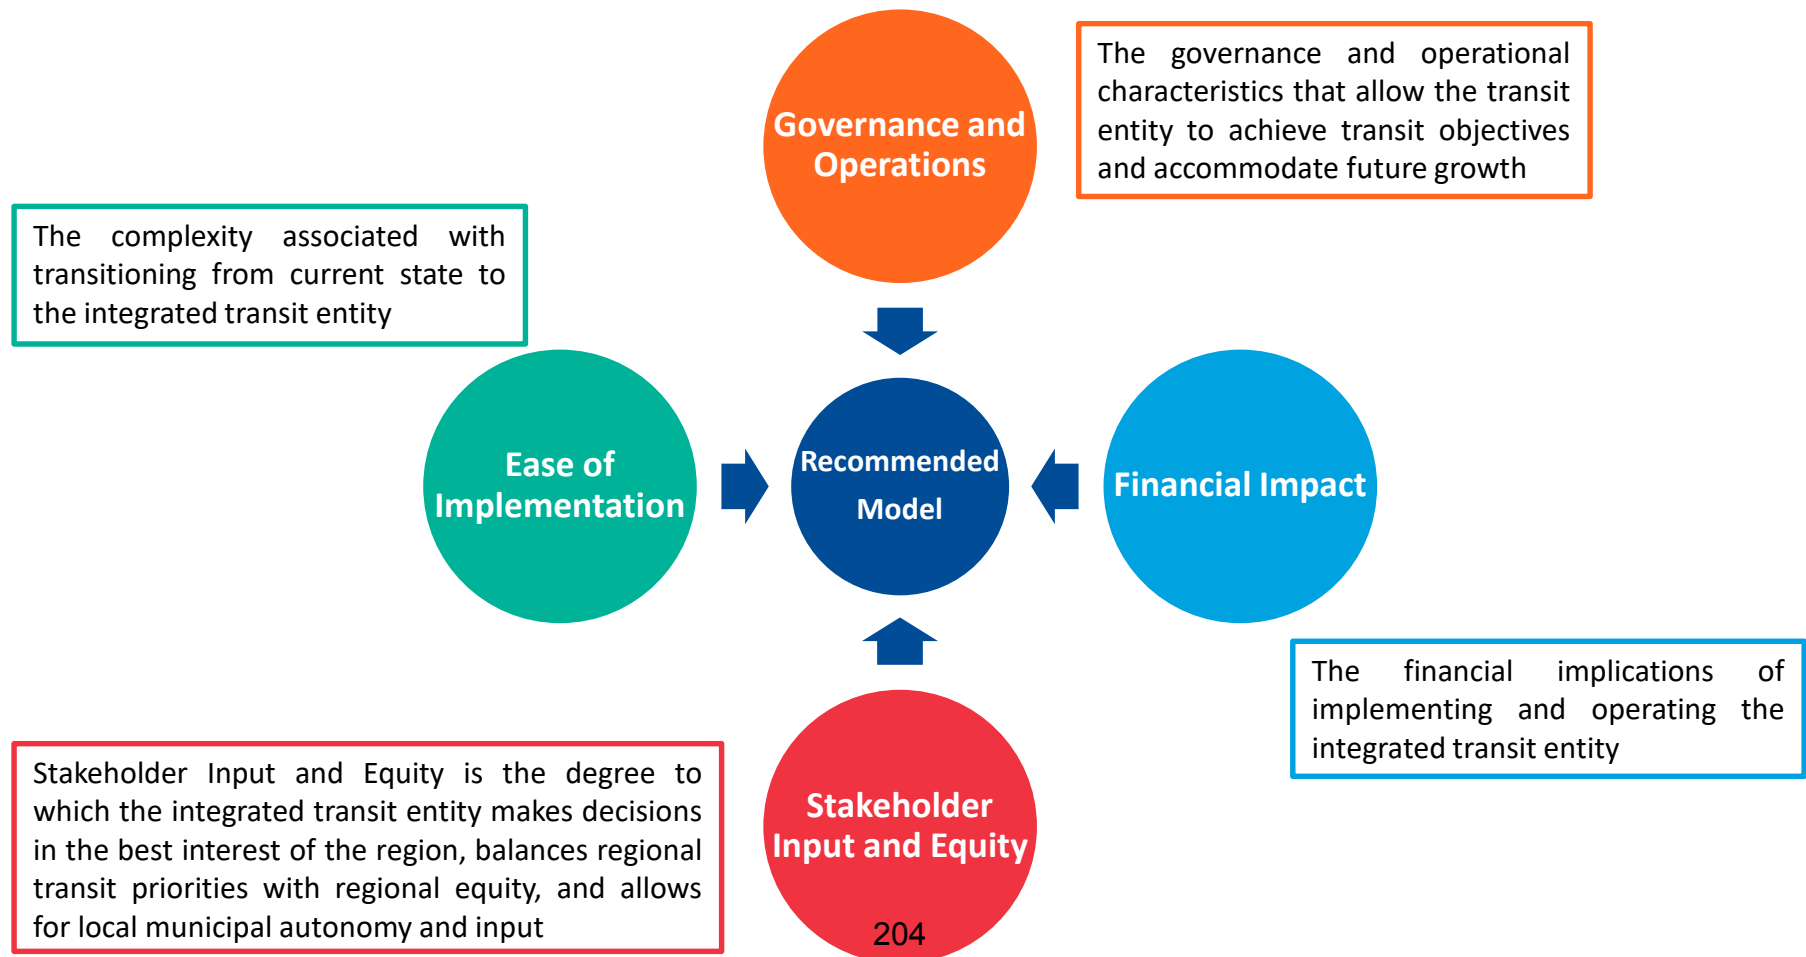 Governance and
Operations
The governance and operational
characteristics that allow the transit
entity to achieve transit objectives
and accommodate future growth
The complexity associated with
transitioning from current state to
the integrated transit entity
Ease of
Implementation
Recommended
Model
Financial Impact
The financial implications of
implementing and operating the
integrated transit entity
Stakeholder Input and Equity is the degree to
which the integrated transit entity makes decisions
in the best interest of the region, balances regional
transit priorities with regional equity, and allows
for local municipal autonomy and input
Stakeholder
Input and Equity
204